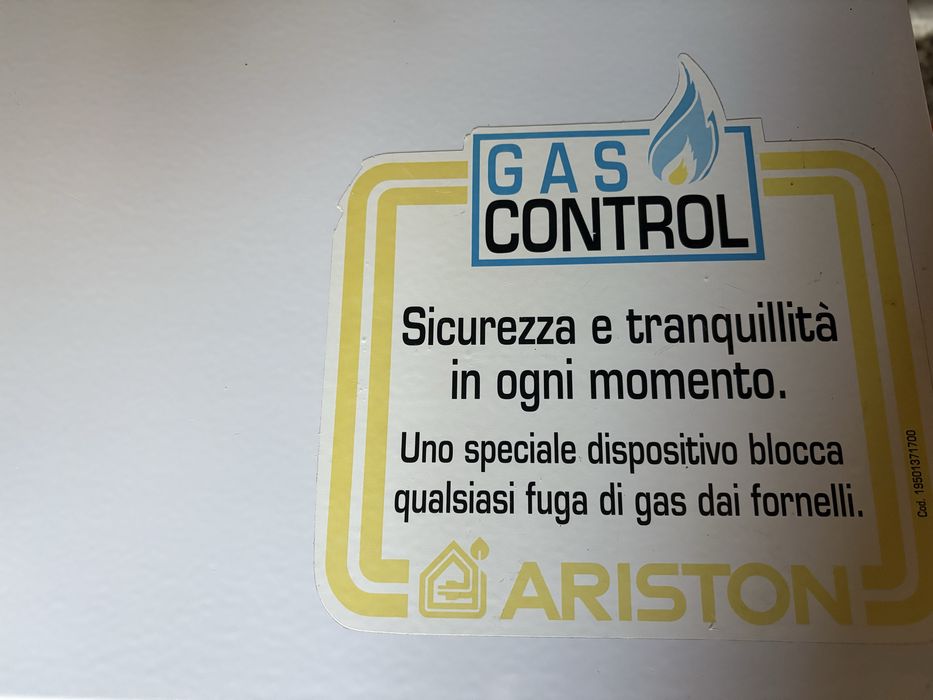 GAS
CONTROL
Sicurezza e tranquillità
in ogni momento.
Uno speciale dispositivo blocca
qualsiasi fuga di gas dai fornelli.
ARISTON
Cod. 19501371700